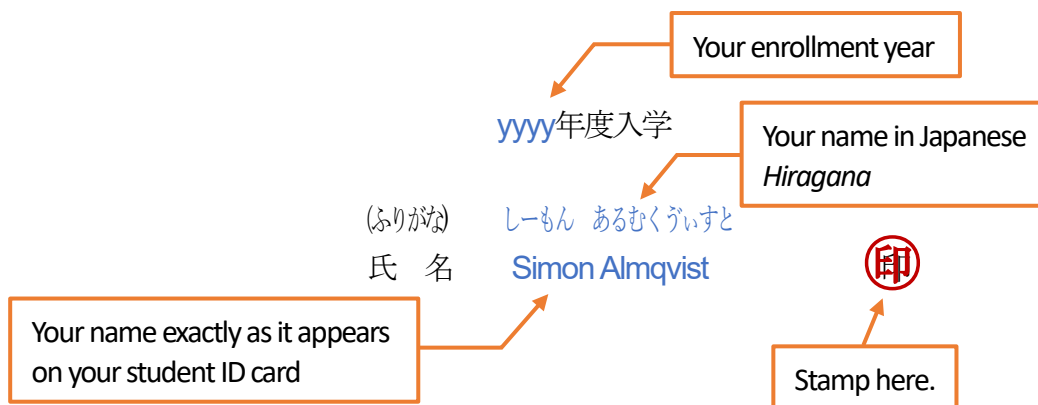 Your enrollment year
yyyy年度入学
Your name in Japanese
Hiragana
(ふりがな) しーもん あるむくゔぃすと
氏 名 Simon Almqvist 印
Your name exactly as it appears
on your student ID card
Stamp here.